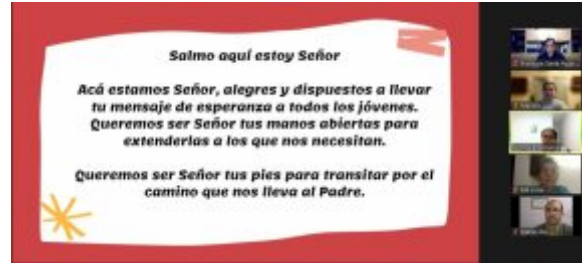 Salmo aquí estoy Señor
Acá estamos Señor, alegres y dispuestos a llevar
tu mensaje de esperanza a todos los jóvenes.
Queremos ser Señor tus manos abiertas para
extenderlas a los que nos necesitan.
Queremos ser Señor tus pies para transitar por el
camino que nos lleva al Padre.